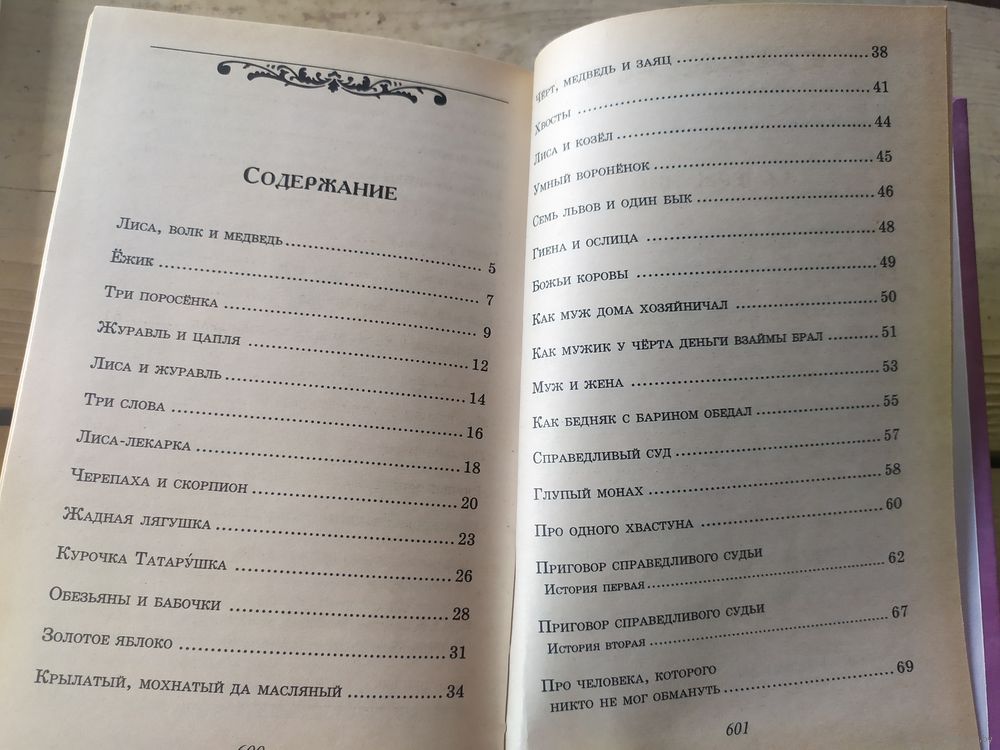 Содержание
Лиса, волк и медведь 5
Ёжик 7
Три поросёнка 9
Журавль и цапля 12
Лиса и журавль 14
Три слова 16
Лиса-лекарка 18
Черепаха и скорпион 20
Жадная лягушка 23
Курочка Татару́шка 26
Обезьяны и бабочки 28
Золотое яблоко 31
Крылатый, мохнатый да масляный 34
600
Чёрт, медведь и заяц 38
Хвосты 41
Лиса и козёл 44
Умный воронёнок 45
Семь львов и один бык 46
Гиена и ослица 48
Божьи коровы 49
Как муж дома хозяйничал 50
Как мужик у чёрта деньги взаймы брал 51
Муж и жена 53
Как бедняк с барином обедал 55
Справедливый суд 57
Глупый монах 58
Про одного хвастуна 60
Приговор справедливого судьи
История первая 62
Приговор справедливого судьи
История вторая 67
Про человека, которого
никто не мог обмануть 69
601